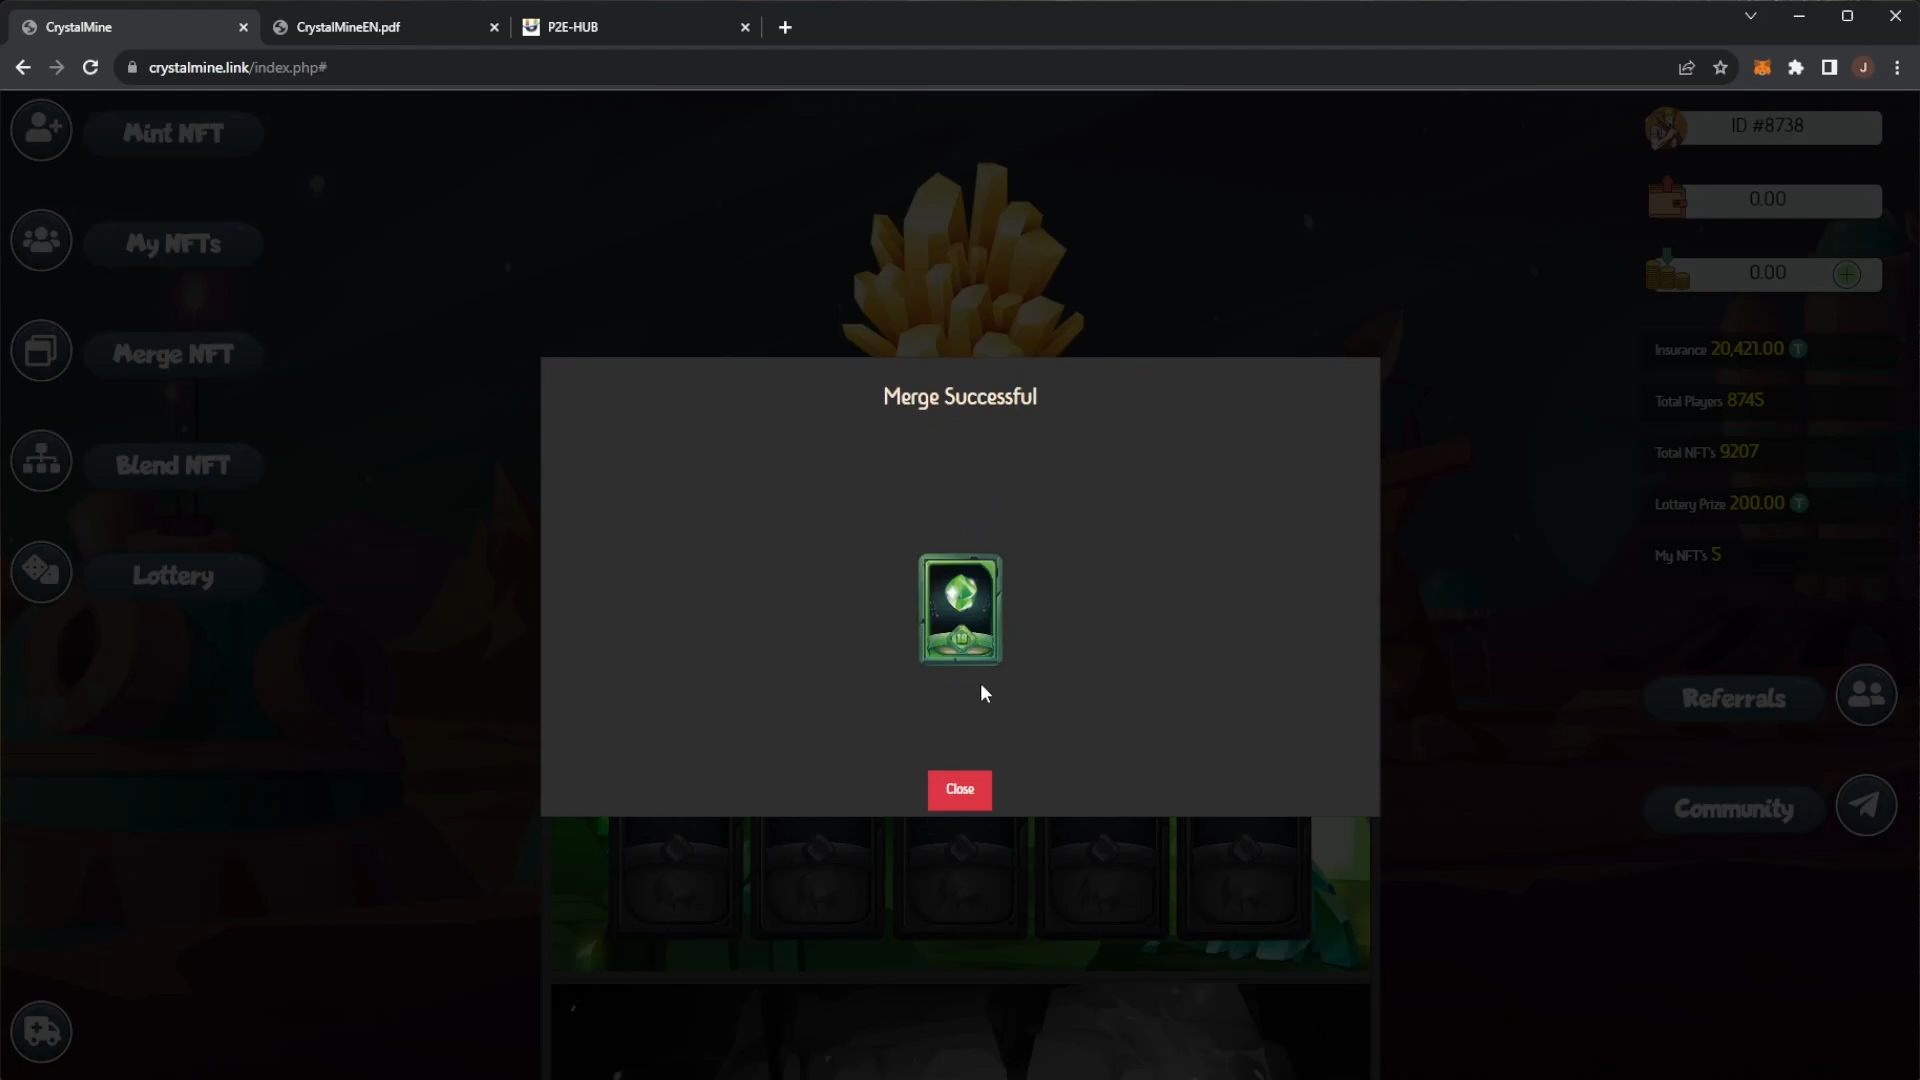 CrystalMine
CrystalMineEN.pdf
P2E-HUB
crystalmine.link/index.php#
J
Mint NFT
My NFTs
Merge NFT
Blend NFT
Lottery
ID #8738
0.00
0.00
Insurance 20,421.00 T
Total Players 8745
Total NFT's 9207
Lottery Prize 200.00 T
My NFT's 5
Merge Successful
Close
Referrals
Community